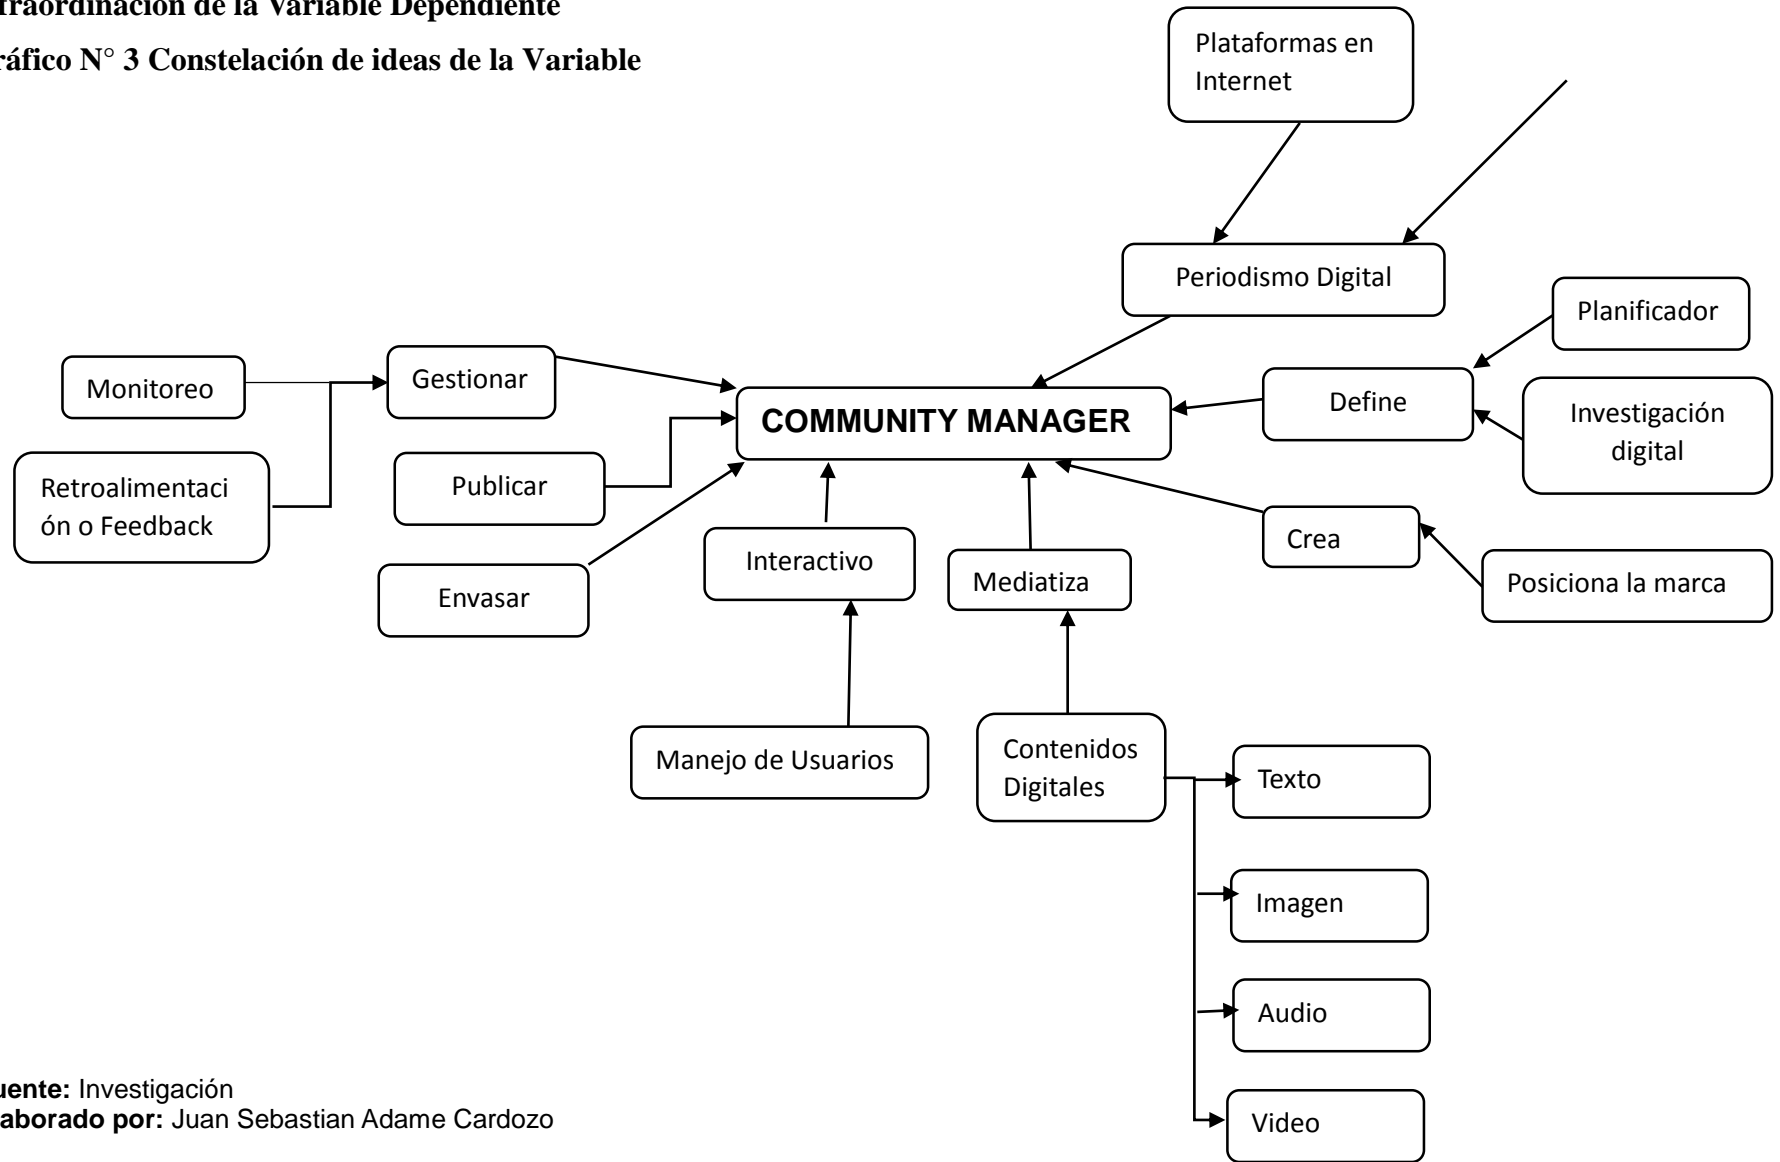 fraordinación de la Variable Dependiente
ráfico N° 3 Constelación de ideas de la Variable
Plataformas en
Internet
Periodismo Digital
Planificador
Monitoreo
Gestionar
COMMUNITY MANAGER
Define
Investigación
digital
Retroalimentaci
ón o Feedback
Publicar
Envasar
Interactivo
Mediatiza
Crea
Posiciona la marca
Manejo de Usuarios
Contenidos
Digitales
Texto
Imagen
Audio
Video
uente: Investigación
aborado por: Juan Sebastian Adame Cardozo